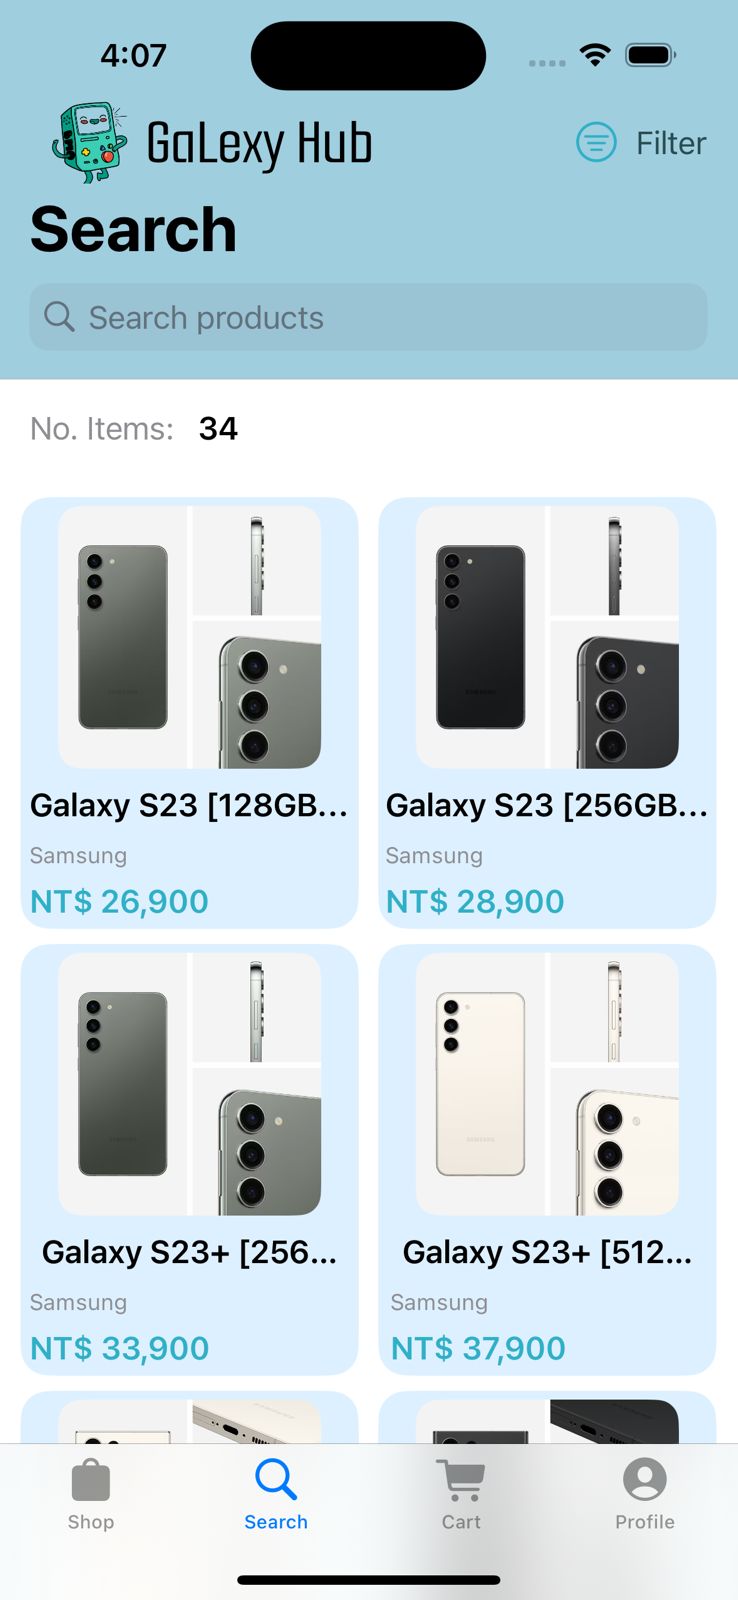 4:07
GaLexy Hub
Filter
Search
Search products
No. Items: 34
Galaxy S23 [128GB...
Galaxy S23 [256GB...
Samsung
Samsung
NT$ 26,900
NT$ 28,900
Galaxy S23+ [256...
Galaxy S23+ [512...
Samsung
Samsung
NT$ 33,900
NT$ 37,900
Shop
Search
Cart
Profile